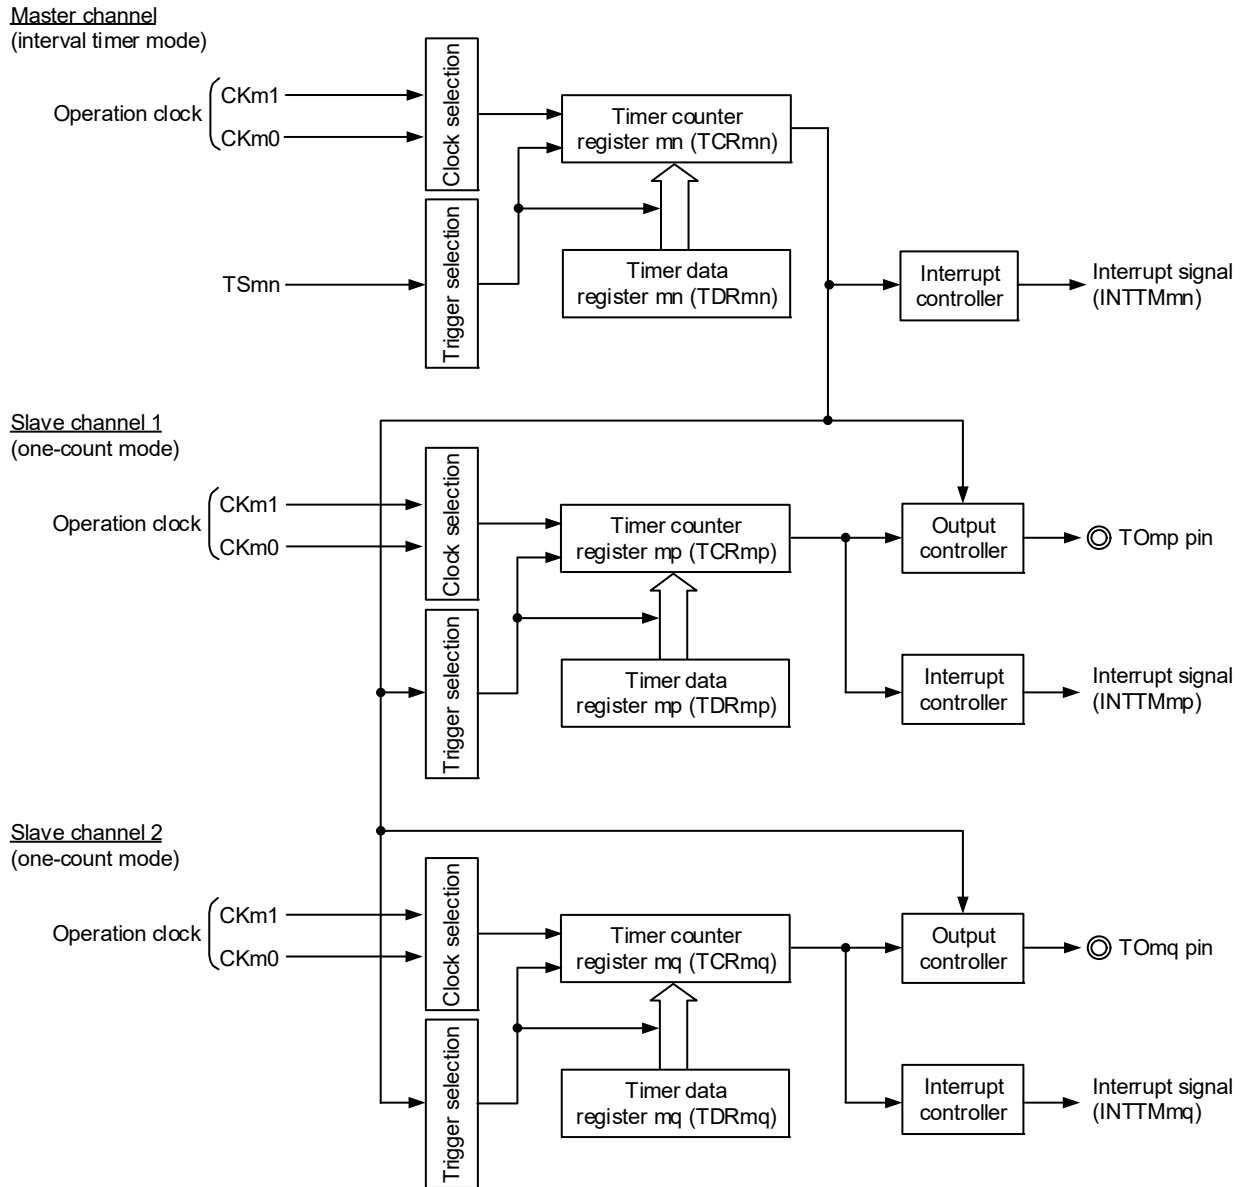 Master channel
(interval timer mode)
Operation clock
CKm1
CKm0
Clock selection
Timer counter
register mn (TCRmn)
TSmn
Trigger selection
Timer data
register mn (TDRmn)
Interrupt
controller
Interrupt signal
(INTTMmn)
Slave channel 1
(one-count mode)
Operation clock
CKm1
CKm0
Clock selection
Timer counter
register mp (TCRmp)
Output
controller
TOmp pin
Trigger selection
Timer data
register mp (TDRmp)
Interrupt
controller
Interrupt signal
(INTTMmp)
Slave channel 2
(one-count mode)
Operation clock
CKm1
CKm0
Clock selection
Timer counter
register mq (TCRmq)
Output
controller
TOmq pin
Trigger selection
Timer data
register mq (TDRmq)
Interrupt
controller
Interrupt signal
(INTTMmq)